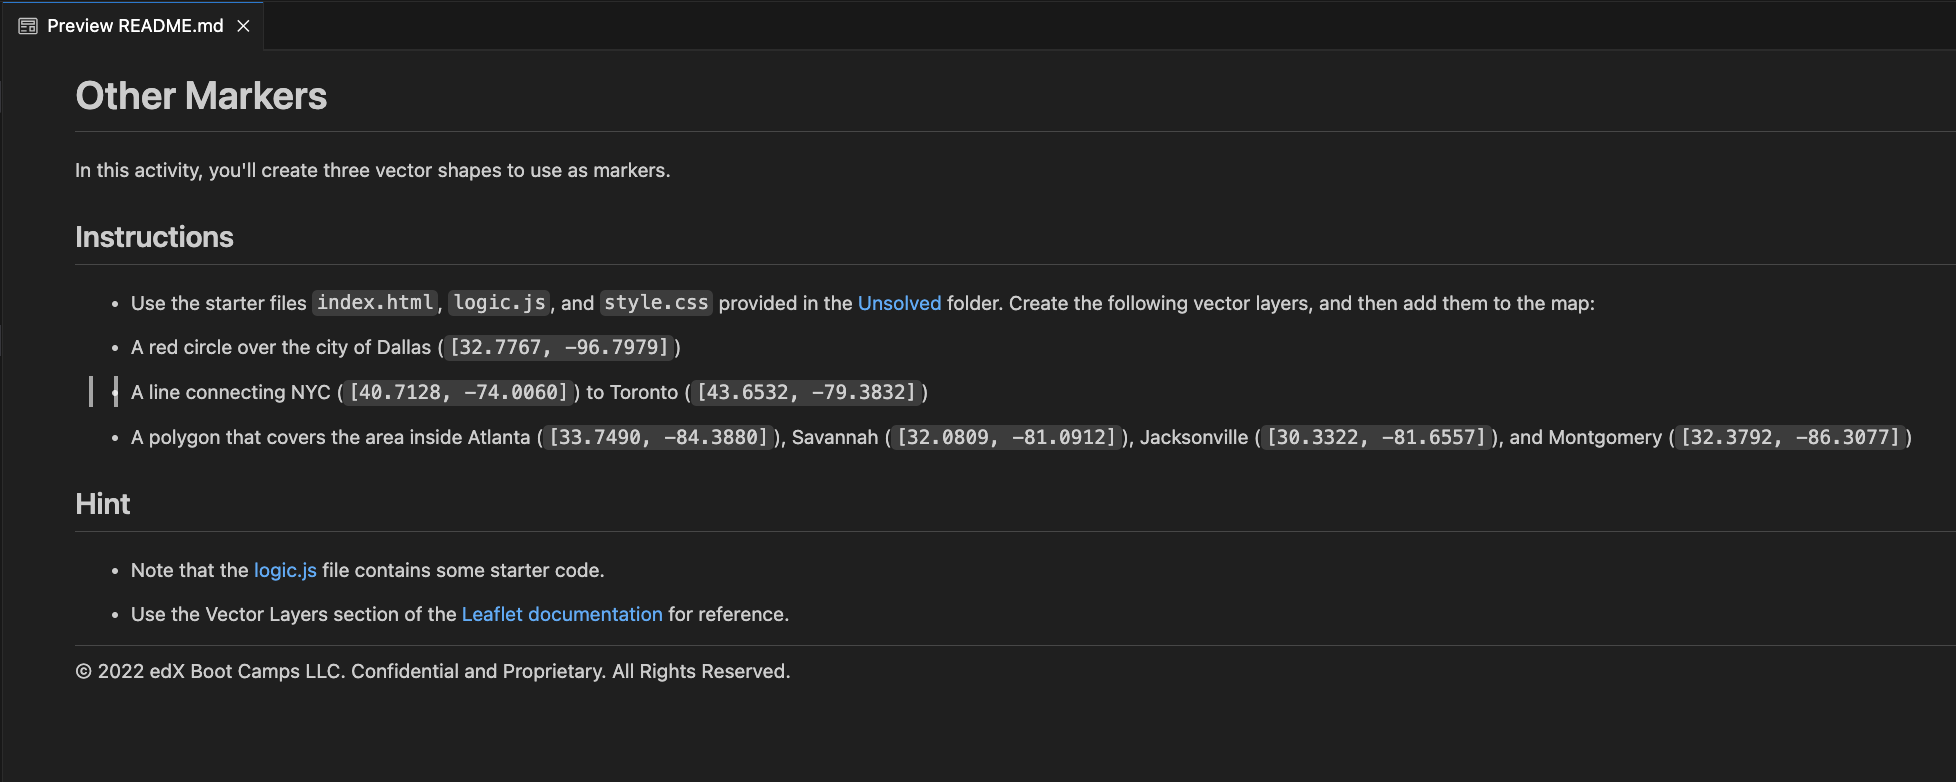 Preview README.md
Other Markers
In this activity, you'll create three vector shapes to use as markers.
Instructions
• Use the starter files index.html, logic.js, and style.css provided in the Unsolved folder. Create the following vector layers, and then add them to the map:
• A red circle over the city of Dallas ([32.7767, -96.7979])
• A line connecting NYC ([40.7128, -74.0060]) to Toronto ([43.6532, -79.3832])
• A polygon that covers the area inside Atlanta ([33.7490, -84.3880]), Savannah ([32.0809, -81.0912]), Jacksonville ([30.3322, -81.6557]), and Montgomery ([32.3792, -86.3077])
Hint
• Note that the logic.js file contains some starter code.
• Use the Vector Layers section of the Leaflet documentation for reference.
© 2022 edX Boot Camps LLC. Confidential and Proprietary. All Rights Reserved.